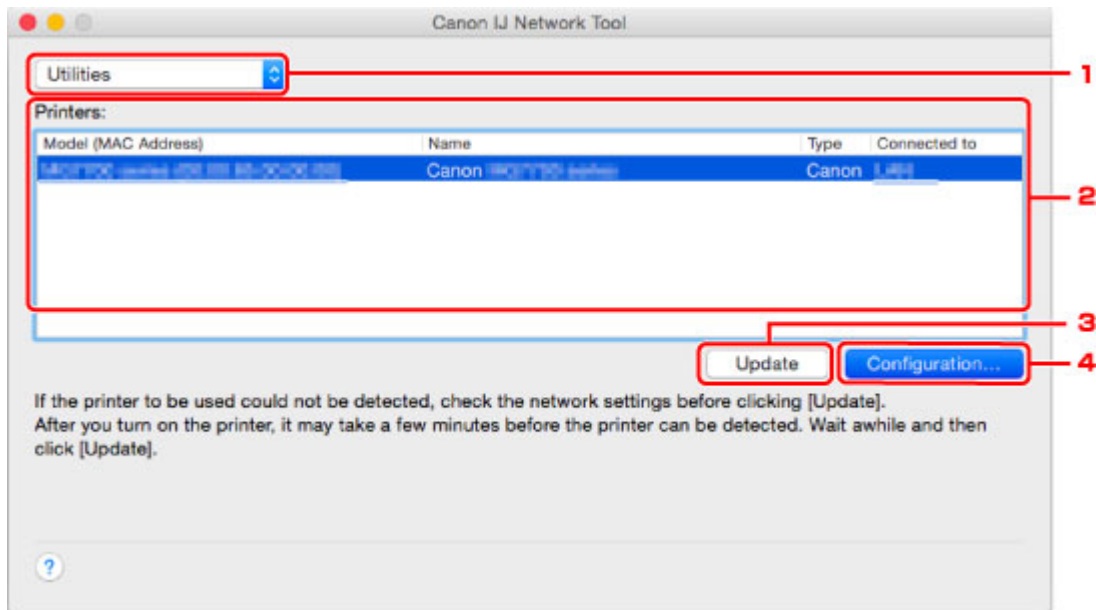 Canon IJ Network Tool
Utilities
1
Printers:
Model (MAC Address) Name Type Connected to
Canon Canon
2
3
Update Configuration...
4
If the printer to be used could not be detected, check the network settings before clicking [Update].
After you turn on the printer, it may take a few minutes before the printer can be detected. Wait awhile and then
click [Update].
?